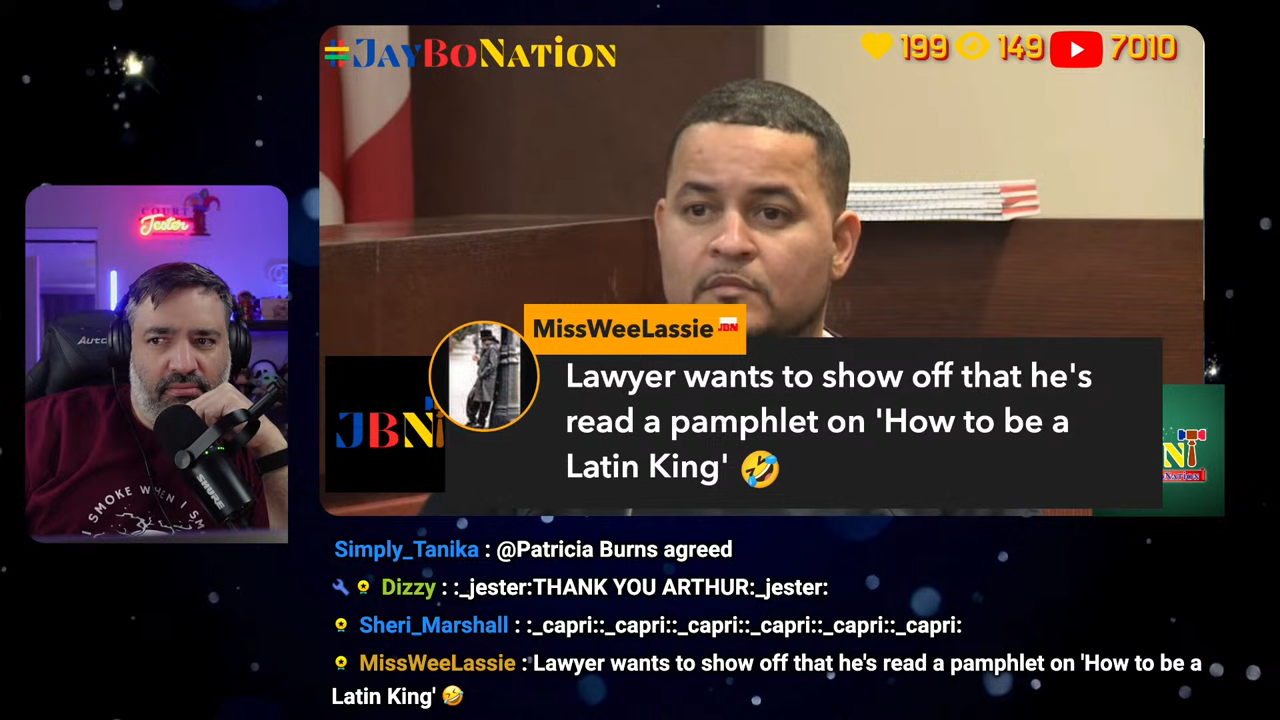 #JAYBONATION
199 149 7010
COURT
Jester
MissWeeLassie JBN
Lawyer wants to show off that he's
read a pamphlet on 'How to be a
Latin King' 🤣
JBN
NATION
SHURE
I SMOKE WHEN I SM
Simply_Tanika : @Patricia Burns agreed
Dizzy : :_jester:THANK YOU ARTHUR:_jester:
Sheri_Marshall : :_capri::_capri::_capri::_capri::_capri::_capri:
MissWeeLassie : Lawyer wants to show off that he's read a pamphlet on 'How to be a
Latin King' 🤣